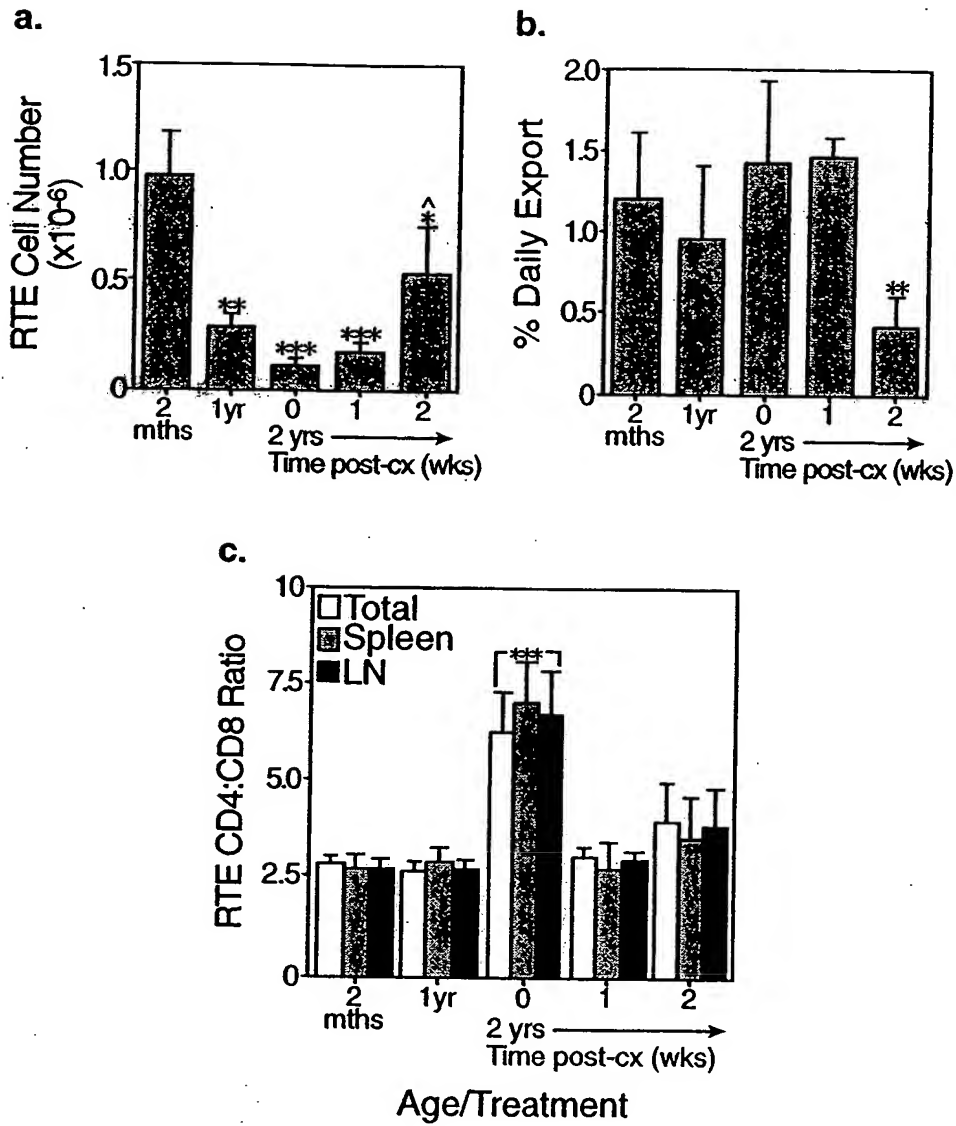 a.
RTE Cell Number
(x10-6)
1.5
1.0
0.5
0
**
***
***
^
*
2
mths
1yr
0
1
2
2 yrs
Time post-cx (wks)
b.
% Daily Export
2.0
1.5
1.0
0.5
0
**
2
mths
1yr
0
1
2
2 yrs
Time post-cx (wks)
c.
RTE CD4:CD8 Ratio
10
7.5
5.0
2.5
0
Total
Spleen
LN
***
2
mths
1yr
0
1
2
2 yrs
Time post-cx (wks)
Age/Treatment